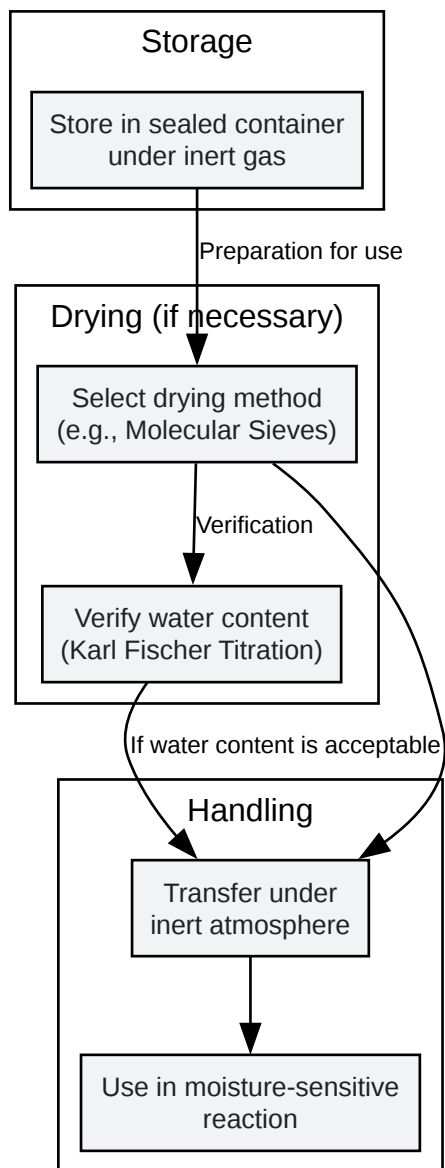 Storage
Store in sealed container
under inert gas
Preparation for use
Drying (if necessary)
Select drying method
(e.g., Molecular Sieves)
Verification
Verify water content
(Karl Fischer Titration)
If water content is acceptable
Handling
Transfer under
inert atmosphere
Use in moisture-sensitive
reaction